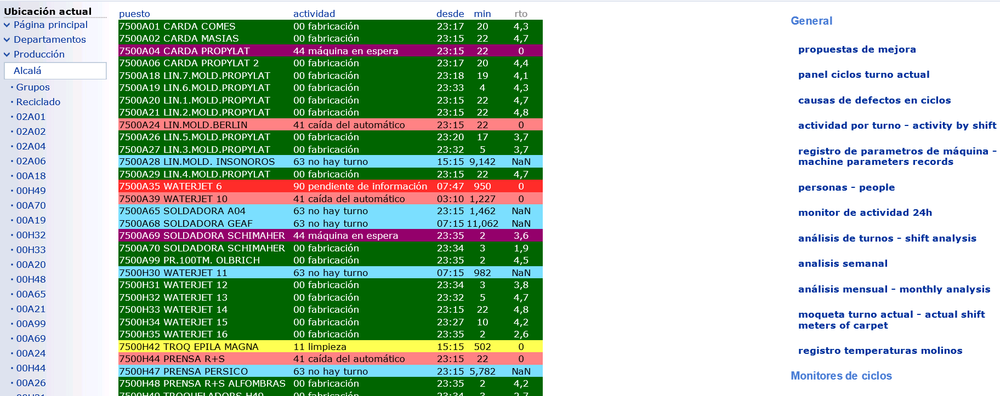 Ubicación actual
Página principal
Departamentos
Producción
Alcalá
Grupos
Reciclado
02A01
02A02
02A04
02A06
00A18
00H49
00A70
00A19
00H32
00H33
00A20
00H48
00A65
00A21
00A99
00A69
00A24
00H44
00A26
puesto actividad desde min rto
7500A01 CARDA COMES 00 fabricación 23:17 20 4,3
7500A02 CARDA MASIAS 00 fabricación 23:15 22 4,7
7500A04 CARDA PROPYLAT 44 máquina en espera 23:15 22 0
7500A06 CARDA PROPYLAT 2 00 fabricación 23:17 20 4,4
7500A18 LIN.7.MOLD.PROPYLAT 00 fabricación 23:18 19 4,1
7500A19 LIN.6.MOLD.PROPYLAT 00 fabricación 23:33 4 4,3
7500A20 LIN.1.MOLD.PROPYLAT 00 fabricación 23:15 22 4,7
7500A21 LIN.2.MOLD.PROPYLAT 00 fabricación 23:15 22 4,8
7500A24 LIN.MOLD.BERLIN 41 caída del automático 23:15 22 0
7500A26 LIN.5.MOLD.PROPYLAT 00 fabricación 23:20 17 3,7
7500A27 LIN.3.MOLD.PROPYLAT 00 fabricación 23:32 5 3,7
7500A28 LIN.MOLD. INSONOROS 63 no hay turno 15:15 9,142 NaN
7500A29 LIN.4.MOLD.PROPYLAT 00 fabricación 23:15 22 4,7
7500A35 WATERJET 6 90 pendiente de información 07:47 950 0
7500A39 WATERJET 10 41 caída del automático 03:10 1,227 0
7500A65 SOLDADORA A04 63 no hay turno 23:15 1,462 NaN
7500A68 SOLDADORA GEAF 63 no hay turno 07:15 11,062 NaN
7500A69 SOLDADORA SCHIMAHER 44 máquina en espera 23:35 2 3,6
7500A70 SOLDADORA SCHIMAHER 00 fabricación 23:34 3 1,9
7500A99 PR.100TM. OLBRICH 00 fabricación 23:35 2 4,5
7500H30 WATERJET 11 63 no hay turno 07:15 982 NaN
7500H31 WATERJET 12 00 fabricación 23:34 3 3,8
7500H32 WATERJET 13 00 fabricación 23:32 5 4,7
7500H33 WATERJET 14 00 fabricación 23:15 22 4,8
7500H34 WATERJET 15 00 fabricación 23:27 10 4,2
7500H35 WATERJET 16 00 fabricación 23:35 2 2,6
7500H42 TROQ EPILA MAGNA 11 limpieza 15:15 502 0
7500H44 PRENSA R+S 41 caída del automático 23:15 22 0
7500H47 PRENSA PERSICO 63 no hay turno 23:15 5,782 NaN
7500H48 PRENSA R+S ALFOMBRAS 00 fabricación 23:35 2 4,2
7500H49 TROQUELADORS H49 00 fabricación 23:34 3 2,7
General
propuestas de mejora
panel ciclos turno actual
causas de defectos en ciclos
actividad por turno - activity by shift
registro de parametros de máquina -
machine parameters records
personas - people
monitor de actividad 24h
análisis de turnos - shift analysis
analisis semanal
análisis mensual - monthly analysis
moqueta turno actual - actual shift
meters of carpet
registro temperaturas molinos
Monitores de ciclos